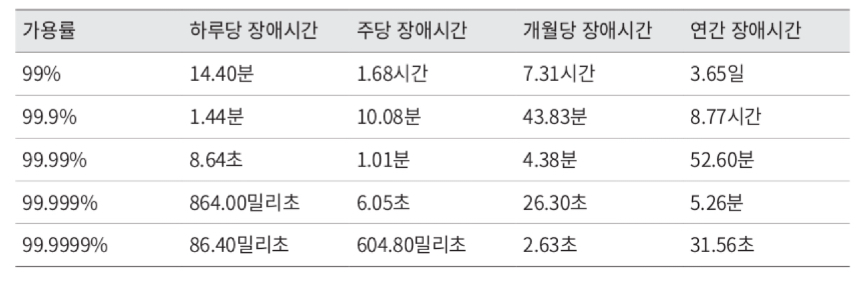 가용률 하루당 장애시간 주당 장애시간 개월당 장애시간 연간 장애시간
99% 14.40분 1.68시간 7.31시간 3.65일
99.9% 1.44분 10.08분 43.83분 8.77시간
99.99% 8.64초 1.01분 4.38분 52.60분
99.999% 864.00밀리초 6.05초 26.30초 5.26분
99.9999% 86.40밀리초 604.80밀리초 2.63초 31.56초